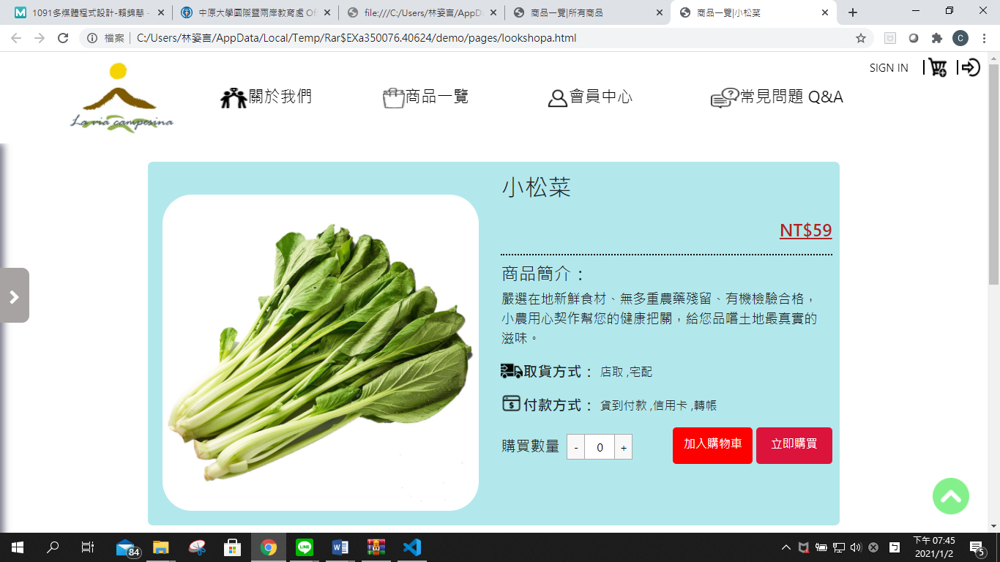 1091多媒體程式設計-賴錦慧 -
中原大學國際暨兩岸教育處 Of
file:///C:/Users/林姿言/AppDa
商品一覽|所有商品
商品一覽|小松菜
檔案
C:/Users/林姿言/AppData/Local/Temp/Rar$EXa350076.40624/demo/pages/lookshopa.html
C
SIGN IN
La via campesina
關於我們
商品一覽
會員中心
常見問題 Q&A
小松菜
NT$59
商品簡介：
嚴選在地新鮮食材、無多重農藥殘留、有機檢驗合格，
小農用心契作幫您的健康把關，給您品嚐土地最真實的
滋味。
取貨方式： 店取 ,宅配
付款方式： 貨到付款 ,信用卡 ,轉帳
購買數量 - 0 +
加入購物車
立即購買
84
下午 07:45
2021/1/2
5